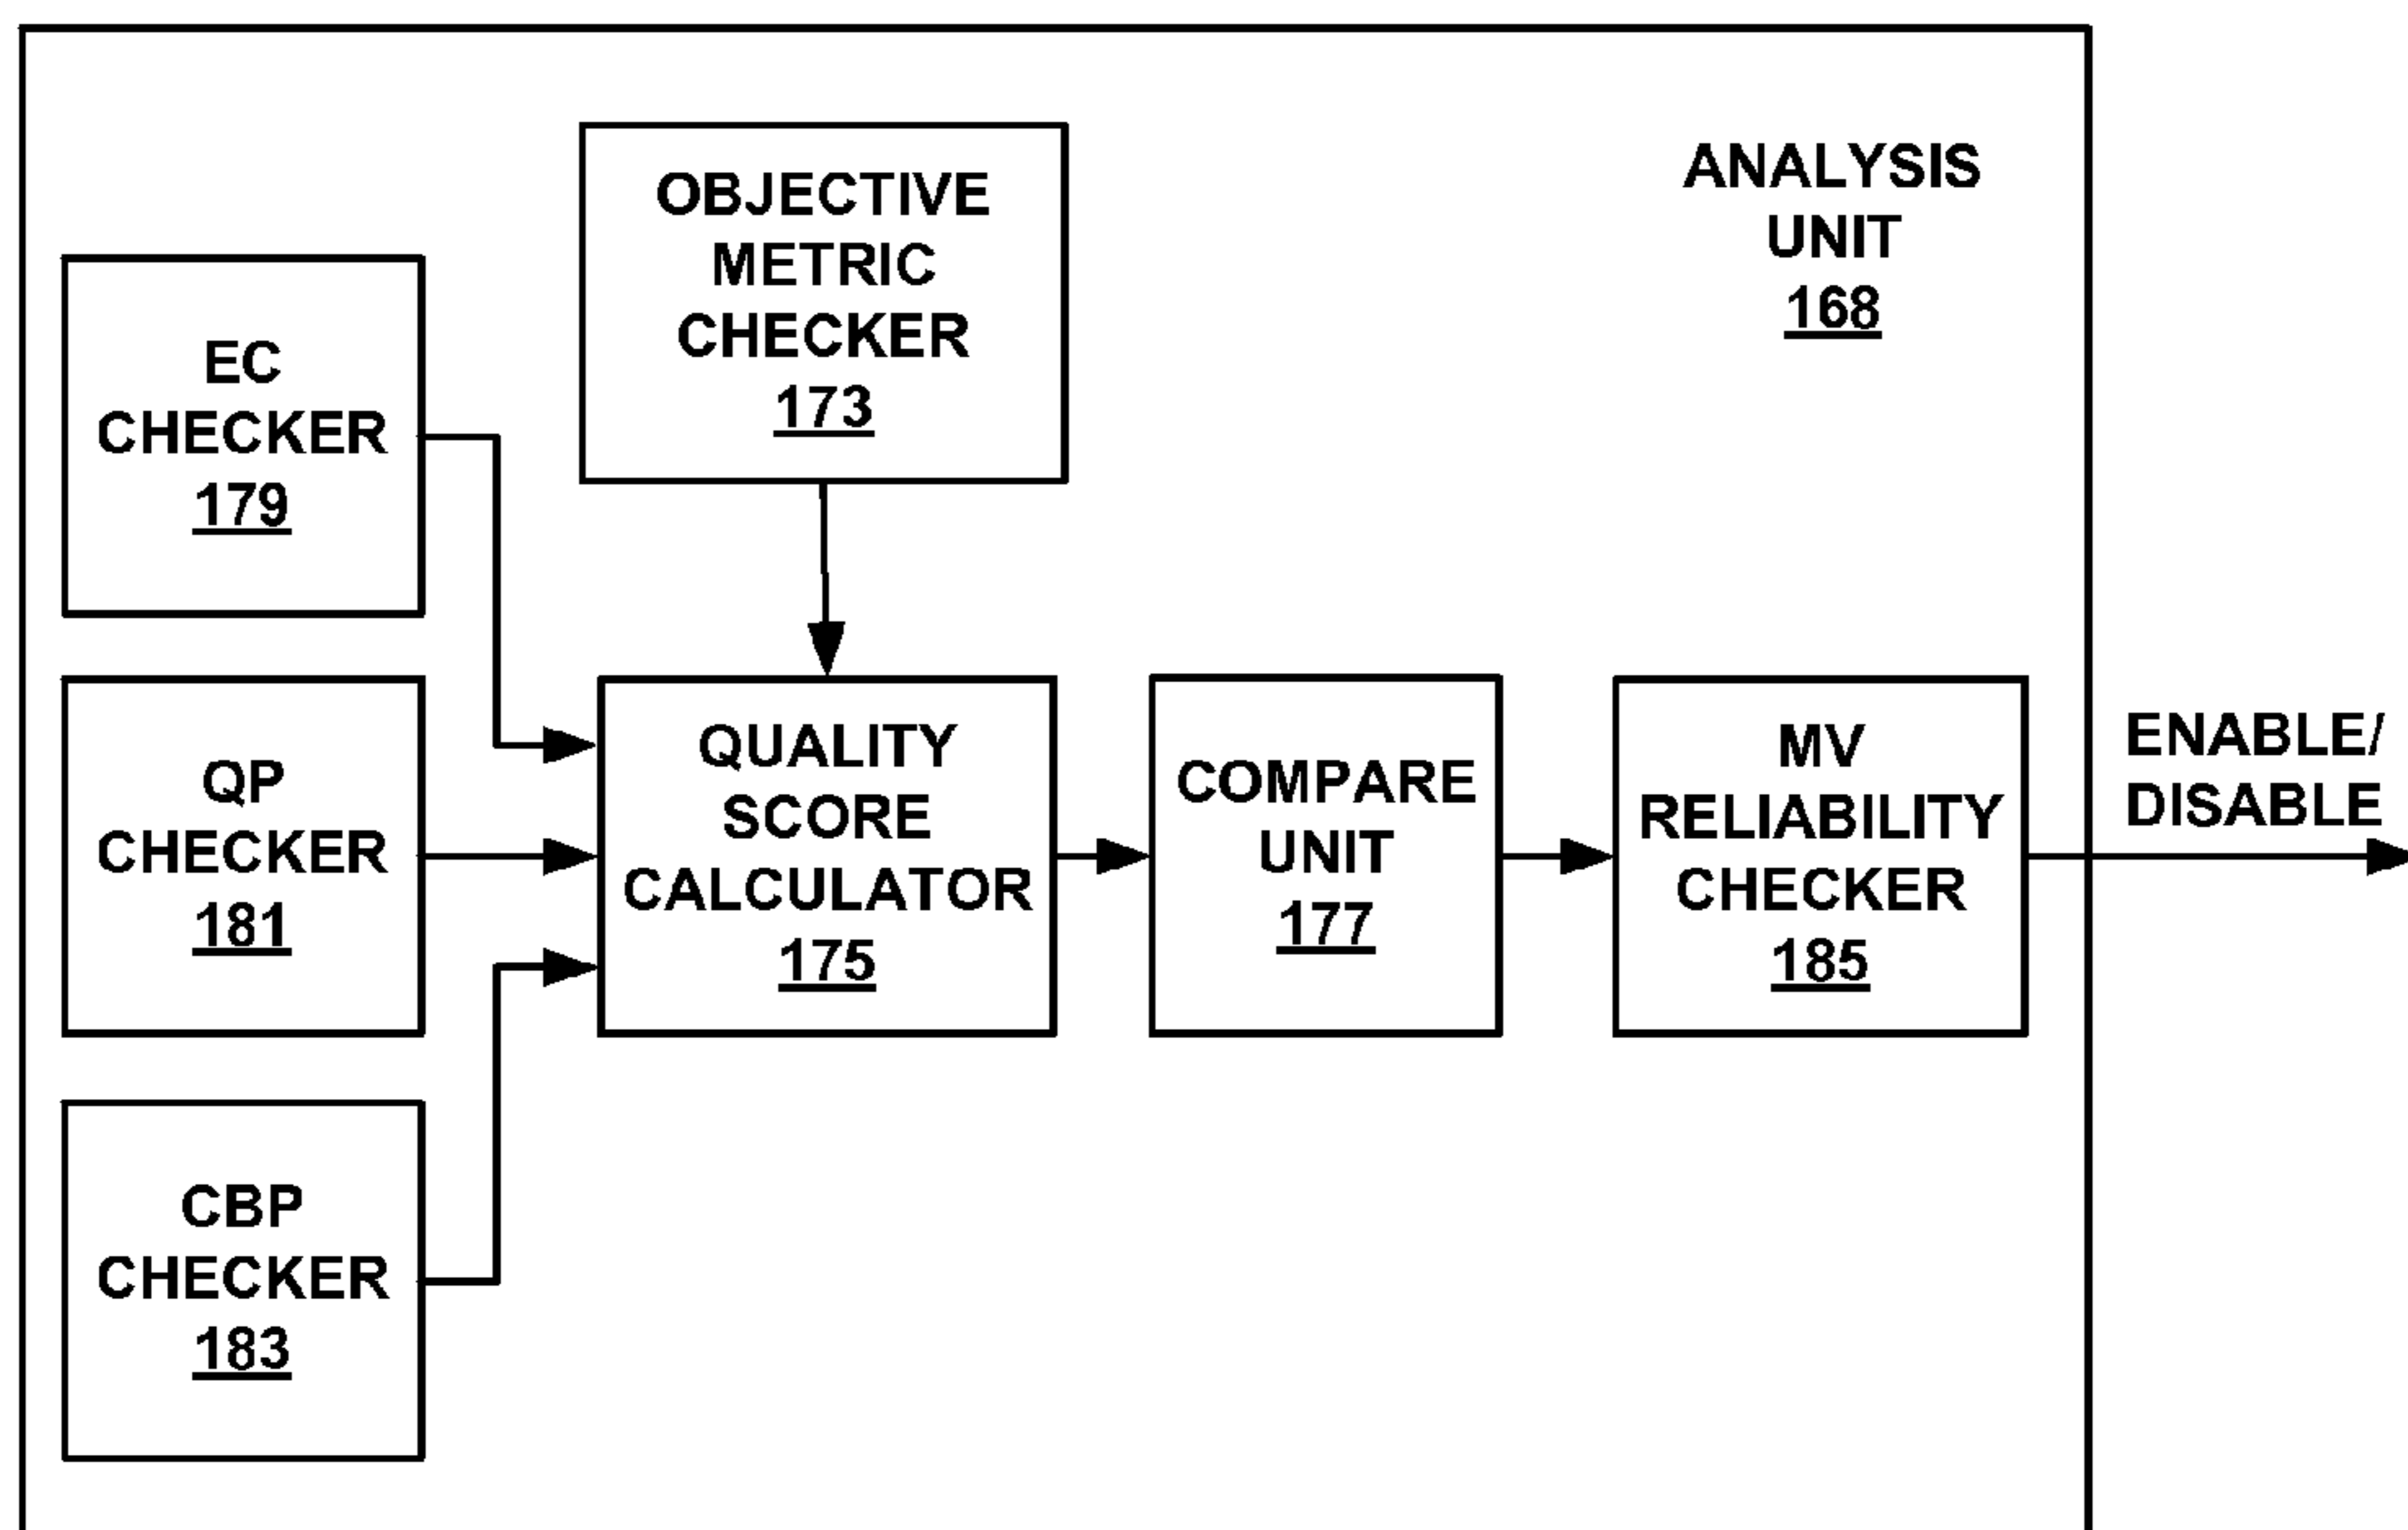 OBJECTIVE
METRIC
CHECKER
173
ANALYSIS
UNIT
168
EC
CHECKER
179
QP
CHECKER
181
CBP
CHECKER
183
QUALITY
SCORE
CALCULATOR
175
COMPARE
UNIT
177
MV
RELIABILITY
CHECKER
185
ENABLE/
DISABLE